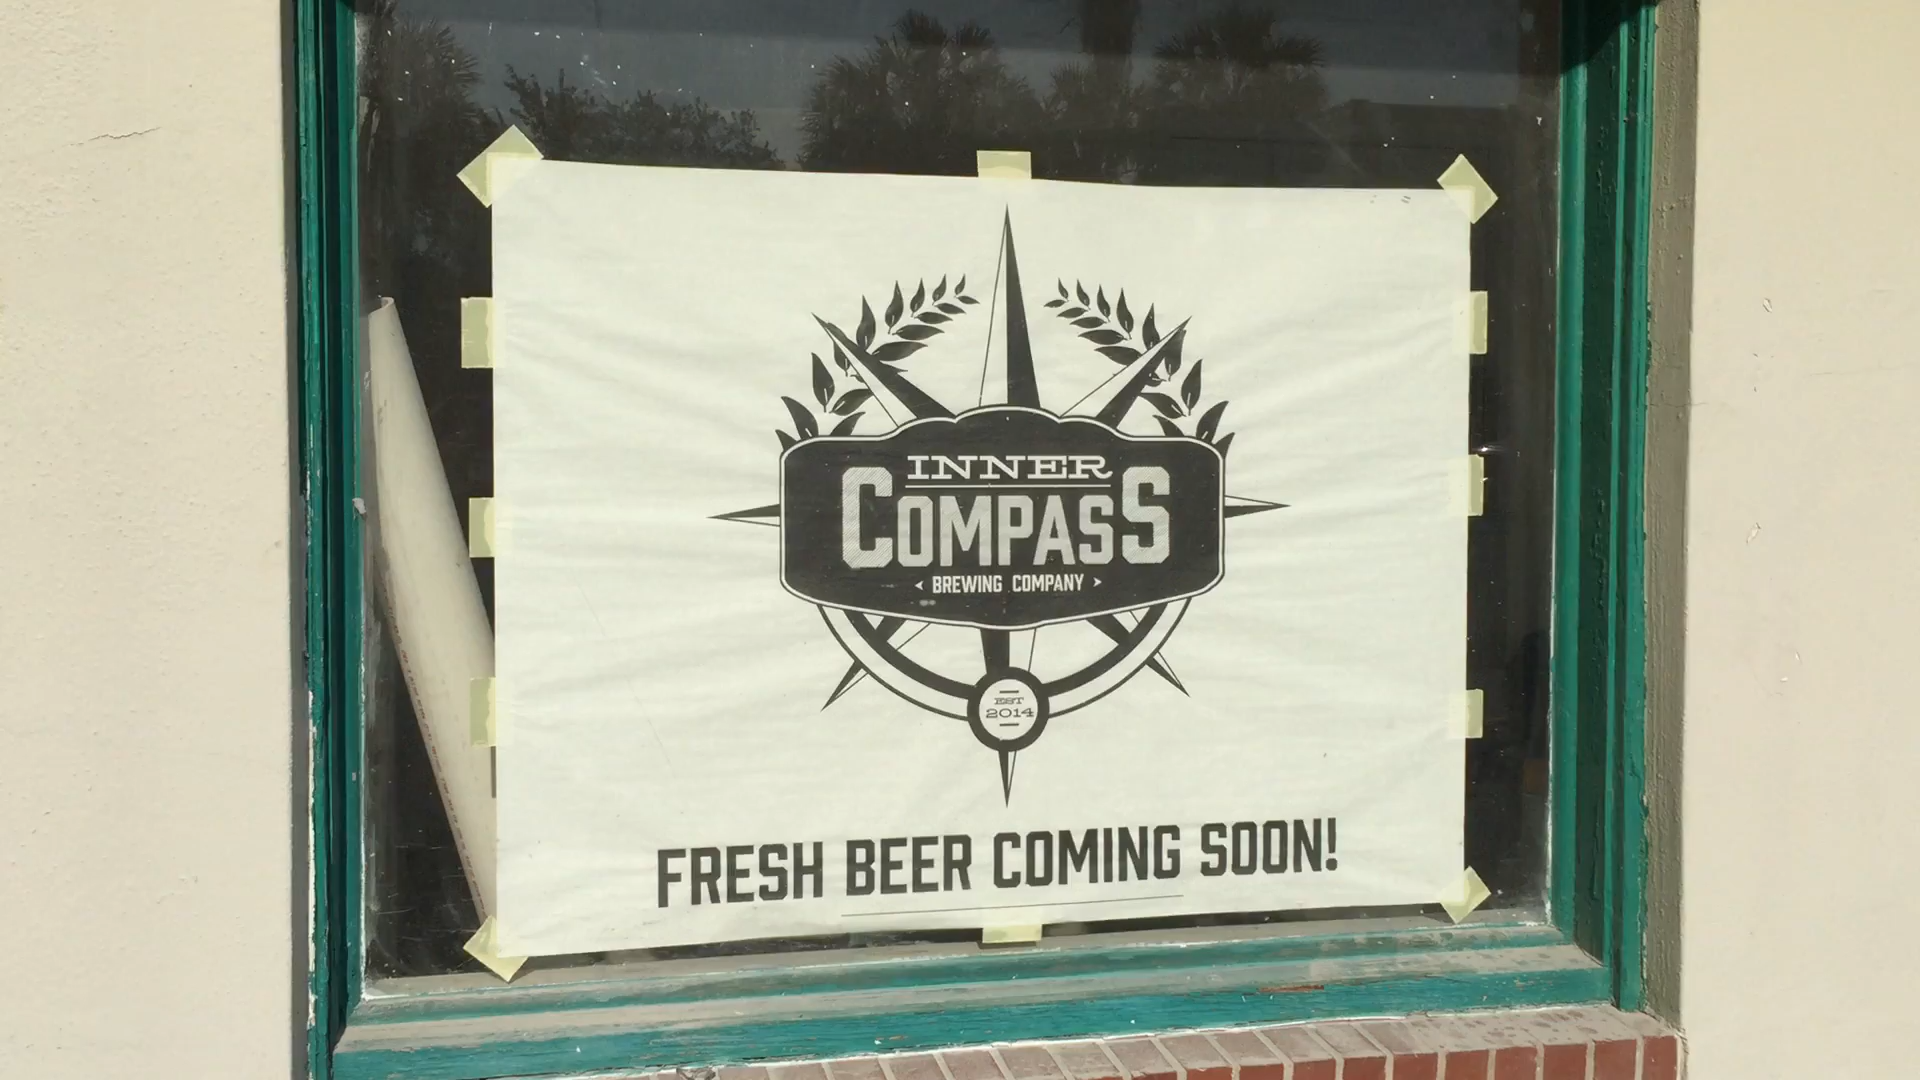 INNER
COMPASS
BREWING COMPANY
EST
2014
FRESH BEER COMING SOON!